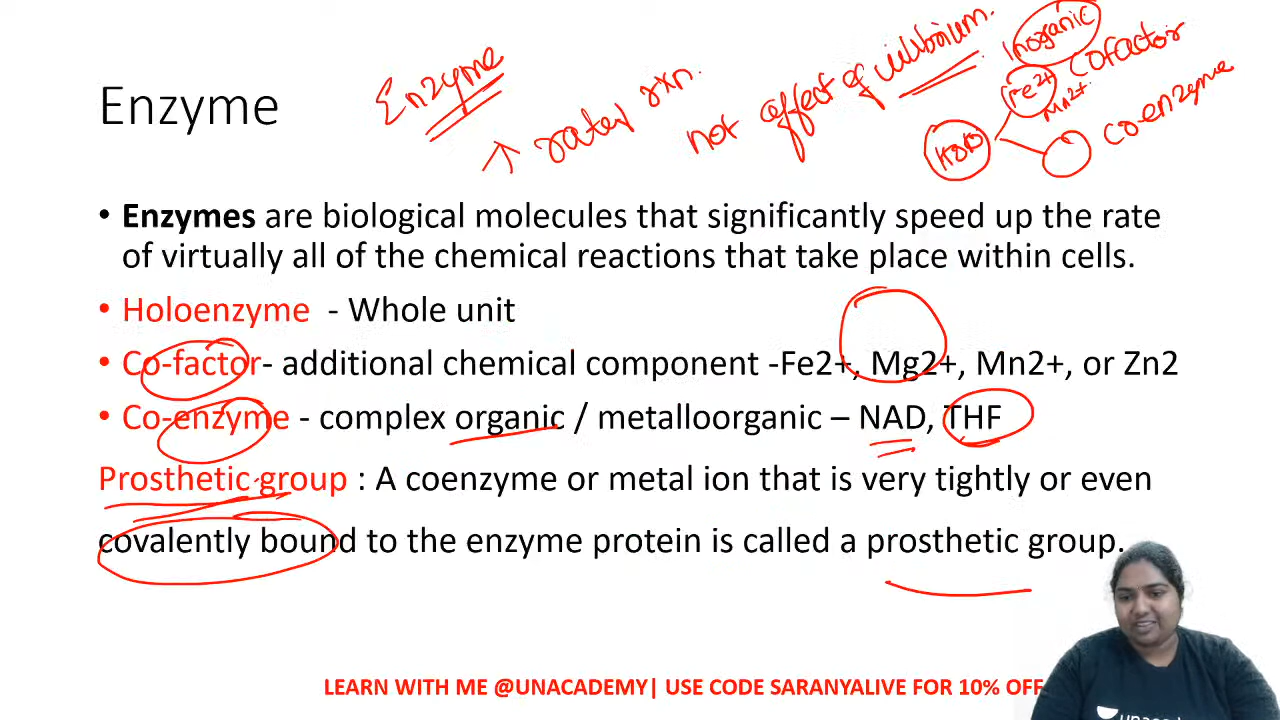 Enzyme
Enzyme
↑ rate of rxn.
not affect of
Inorganic
Fe2+ cofactor
Mn2+
coenzyme
• Enzymes are biological molecules that significantly speed up the rate
of virtually all of the chemical reactions that take place within cells.
• Holoenzyme - Whole unit
• Co-factor- additional chemical component -Fe2+, Mg2+, Mn2+, or Zn2
• Co-enzyme - complex organic / metalloorganic – NAD, THF
Prosthetic group : A coenzyme or metal ion that is very tightly or even
covalently bound to the enzyme protein is called a prosthetic group.
LEARN WITH ME @UNACADEMY| USE CODE SARANYALIVE FOR 10% OFF